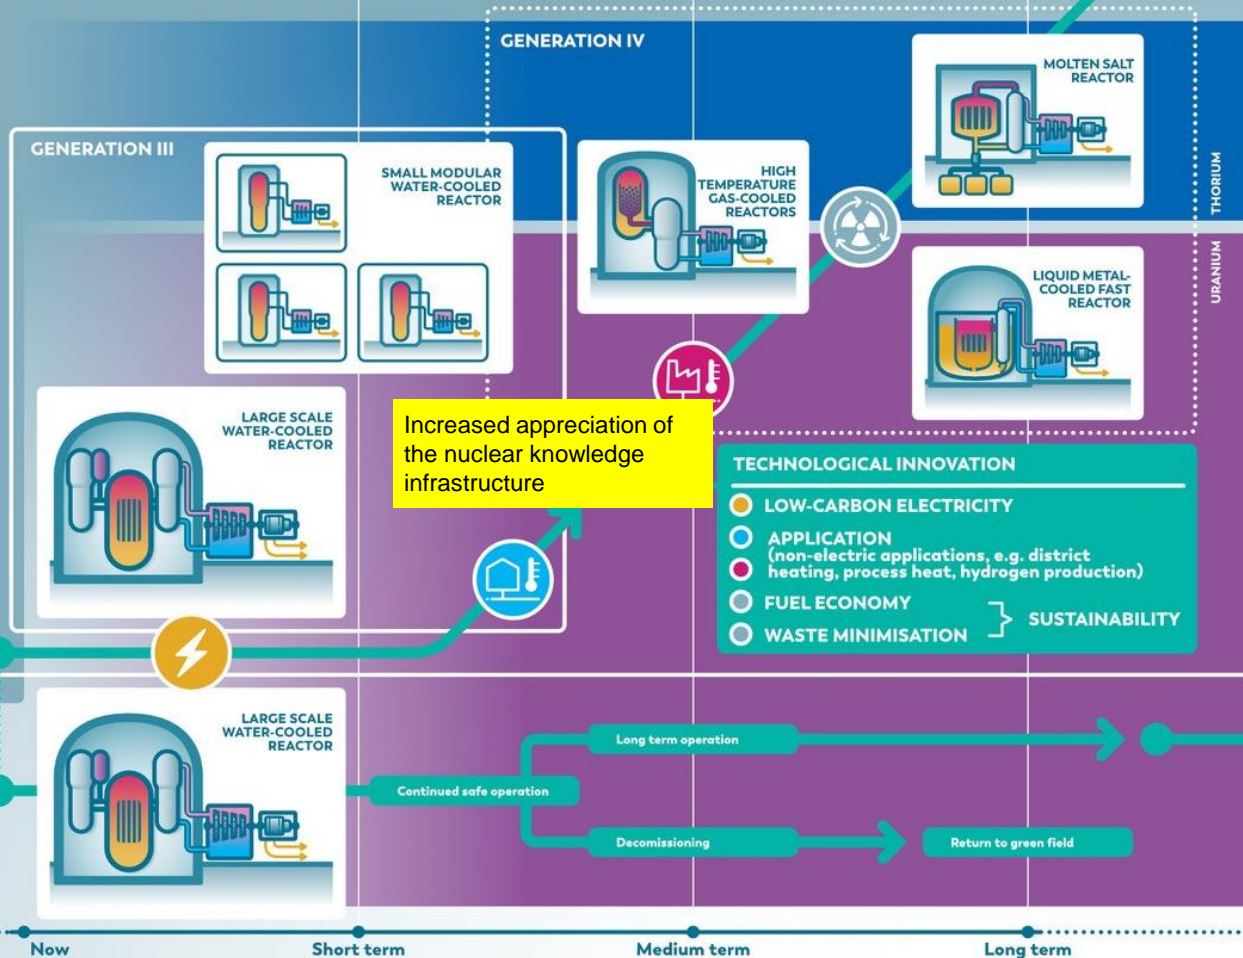 GENERATION IV
MOLTEN SALT
REACTOR
GENERATION III
SMALL MODULAR
WATER-COOLED
REACTOR
HIGH
TEMPERATURE
GAS-COOLED
REACTORS
THORIUM
URANIUM
LIQUID METAL-
COOLED FAST
REACTOR
LARGE SCALE
WATER-COOLED
REACTOR
Increased appreciation of
the nuclear knowledge
infrastructure
TECHNOLOGICAL INNOVATION
LOW-CARBON ELECTRICITY
APPLICATION
(non-electric applications, e.g. district
heating, process heat, hydrogen production)
FUEL ECONOMY
SUSTAINABILITY
WASTE MINIMISATION
LARGE SCALE
WATER-COOLED
REACTOR
Long term operation
Continued safe operation
Decomissioning
Return to green field
Now
Short term
Medium term
Long term